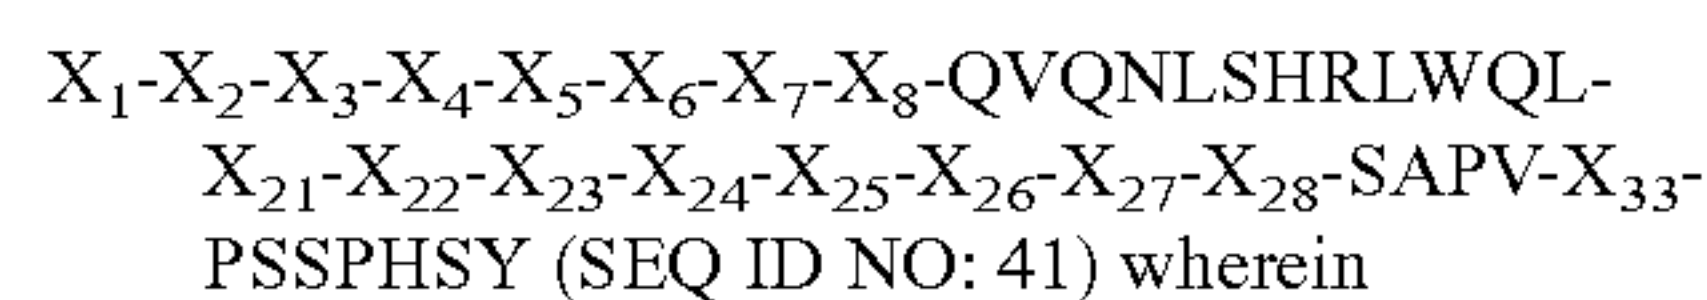 X₁-X₂-X₃-X₄-X₅-X₆-X₇-X₈-QVQNLSHRLWQL-
X₂₁-X₂₂-X₂₃-X₂₄-X₂₅-X₂₆-X₂₇-X₂₈-SAPV-X₃₃-
PSSPHSY (SEQ ID NO: 41) wherein